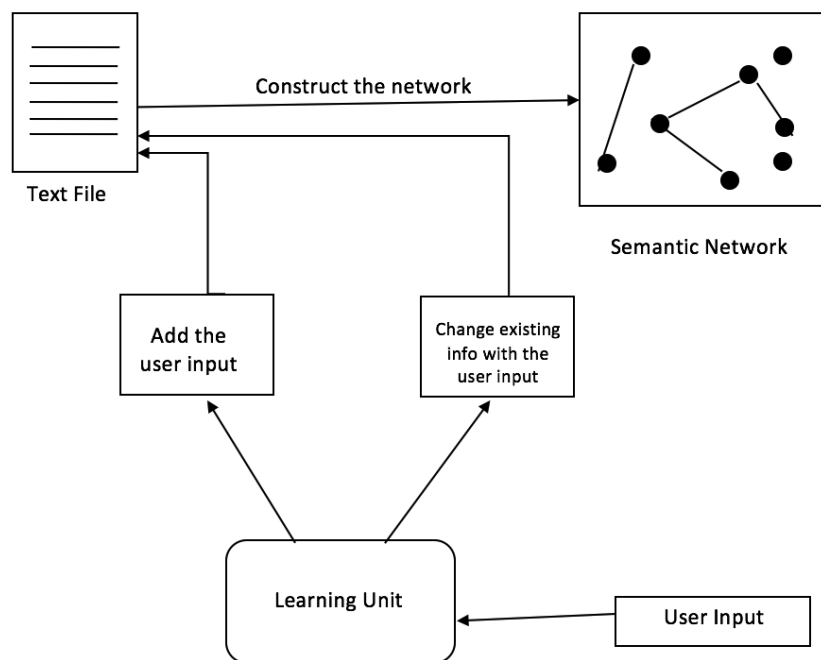 Construct the network
Text File
Semantic Network
Add the
user input
Change existing
info with the
user input
Learning Unit
User Input